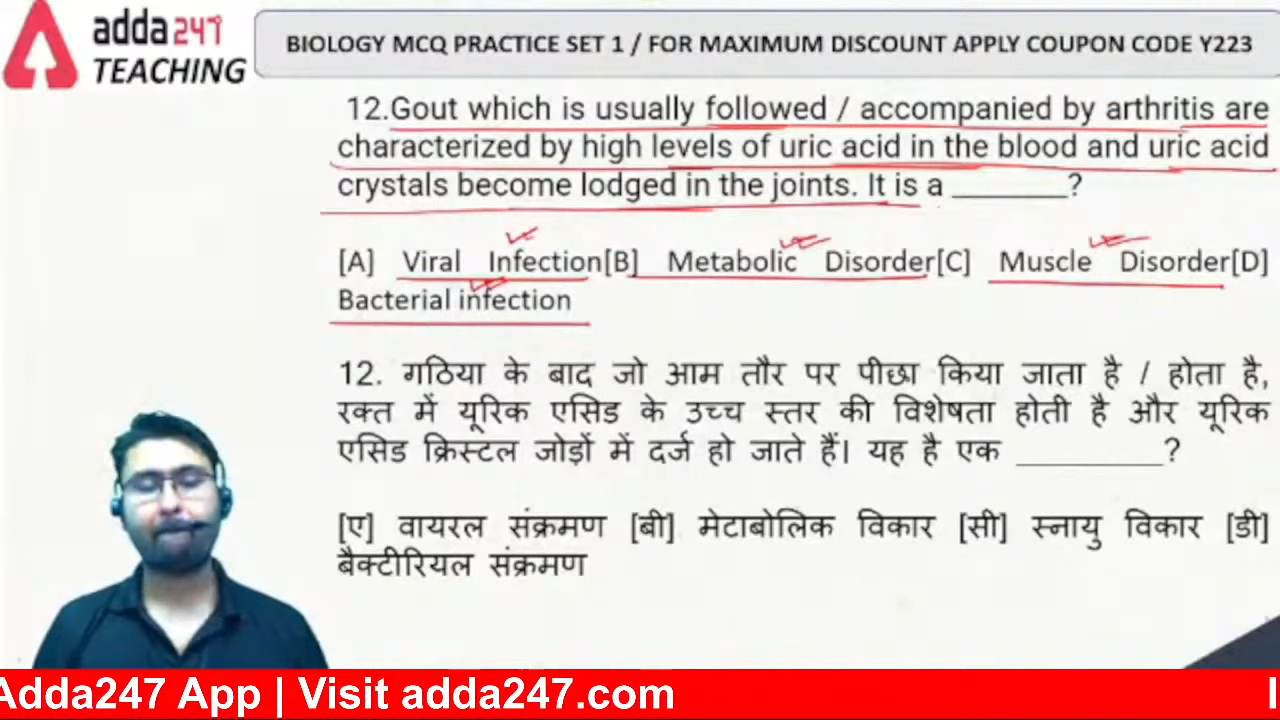 adda247
TEACHING
BIOLOGY MCQ PRACTICE SET 1 / FOR MAXIMUM DISCOUNT APPLY COUPON CODE Y223
12.Gout which is usually followed / accompanied by arthritis are
characterized by high levels of uric acid in the blood and uric acid
crystals become lodged in the joints. It is a ________?
[A] Viral Infection[B] Metabolic Disorder[C] Muscle Disorder[D]
Bacterial infection
12. गठिया के बाद जो आम तौर पर पीछा किया जाता है / होता है,
रक्त में यूरिक एसिड के उच्च स्तर की विशेषता होती है और यूरिक
एसिड क्रिस्टल जोड़ों में दर्ज हो जाते हैं। यह है एक __________?
[ए] वायरल संक्रमण [बी] मेटाबोलिक विकार [सी] स्नायु विकार [डी]
बैक्टीरियल संक्रमण
Adda247 App | Visit adda247.com